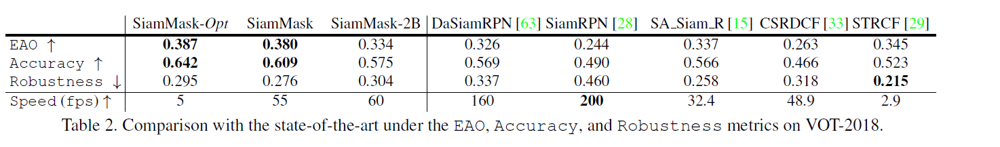 SiamMask-Opt SiamMask SiamMask-2B DaSiamRPN [63] SiamRPN [28] SA_Siam_R [15] CSRDCF [33] STRCF [29]
EAO ↑ 0.387 0.380 0.334 0.326 0.244 0.337 0.263 0.345
Accuracy ↑ 0.642 0.609 0.575 0.569 0.490 0.566 0.466 0.523
Robustness ↓ 0.295 0.276 0.304 0.337 0.460 0.258 0.318 0.215
Speed(fps)↑ 5 55 60 160 200 32.4 48.9 2.9
Table 2. Comparison with the state-of-the-art under the EAO, Accuracy, and Robustness metrics on VOT-2018.